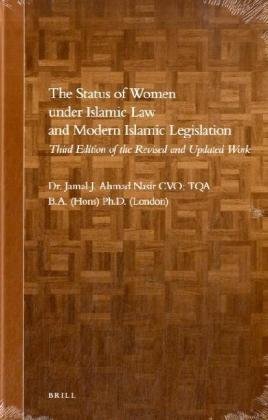 The Status of Women
under Islamic Law
and Modern Islamic Legislation
Third Edition of the Revised and Updated Work
Dr. Jamal J. Ahmad Nasir CVO; TQA
B.A. (Hons) Ph.D. (London)
BRILL